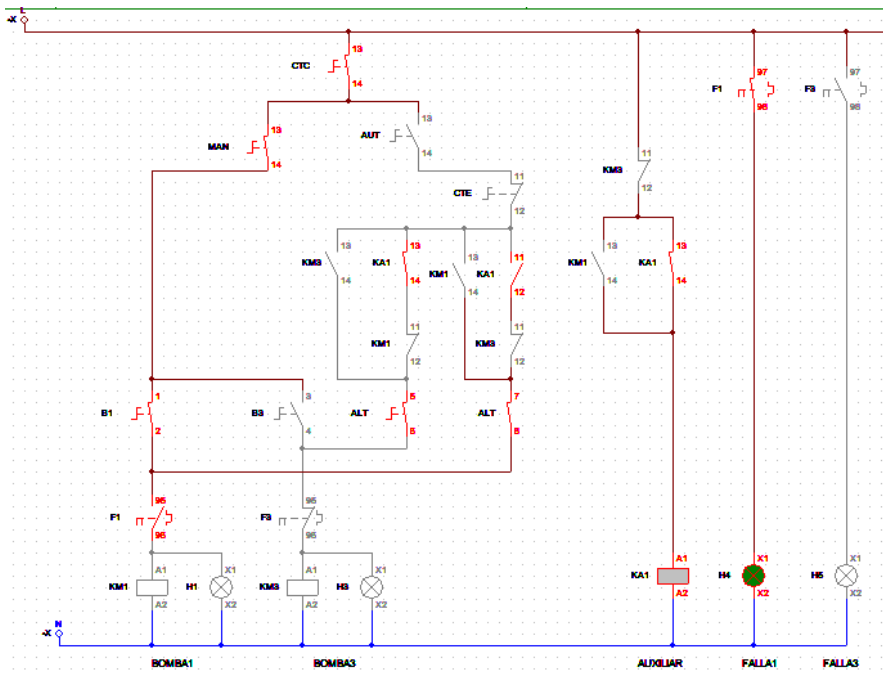 L
-X
13
CTC
14
13
MAN
14
13
AUT
14
11
CTE
12
13
KM3
14
13
KA1
14
13
KM1
14
11
KA1
12
11
KM1
12
11
KM3
12
11
KM3
12
13
KM1
14
13
KA1
14
97
F1
98
97
F3
98
1
B1
2
3
B3
4
5
ALT
6
7
ALT
8
95
F1
96
95
F3
96
A1
KM1
A2
X1
H1
X2
A1
KM3
A2
X1
H3
X2
A1
KA1
A2
X1
H4
X2
X1
H5
X2
N
-X
BOMBA1
BOMBA3
AUXILIAR
FALLA1
FALLA3